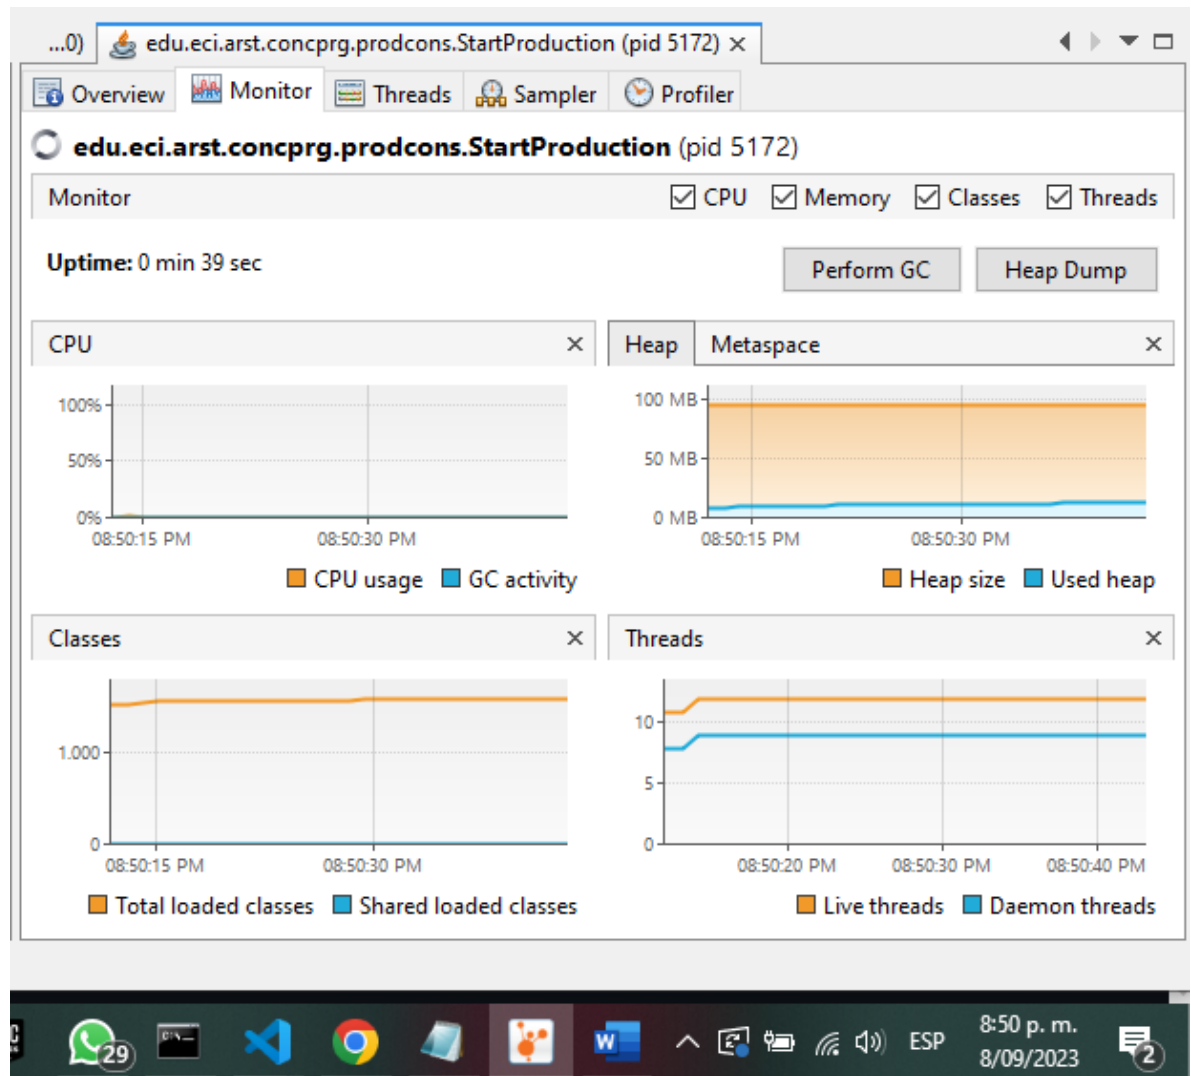 ...0) edu.eci.arst.concprg.prodcons.StartProduction (pid 5172)
Overview Monitor Threads Sampler Profiler
edu.eci.arst.concprg.prodcons.StartProduction (pid 5172)
Monitor CPU Memory Classes Threads
Uptime: 0 min 39 sec Perform GC Heap Dump
CPU
100%
50%
0%
08:50:15 PM 08:50:30 PM
CPU usage GC activity
Heap Metaspace
100 MB
50 MB
0 MB
08:50:15 PM 08:50:30 PM
Heap size Used heap
Classes
1.000
0
08:50:15 PM 08:50:30 PM
Total loaded classes Shared loaded classes
Threads
10
5
0
08:50:20 PM 08:50:30 PM 08:50:40 PM
Live threads Daemon threads
29 C:\_ W ESP 8:50 p. m.
8/09/2023 2